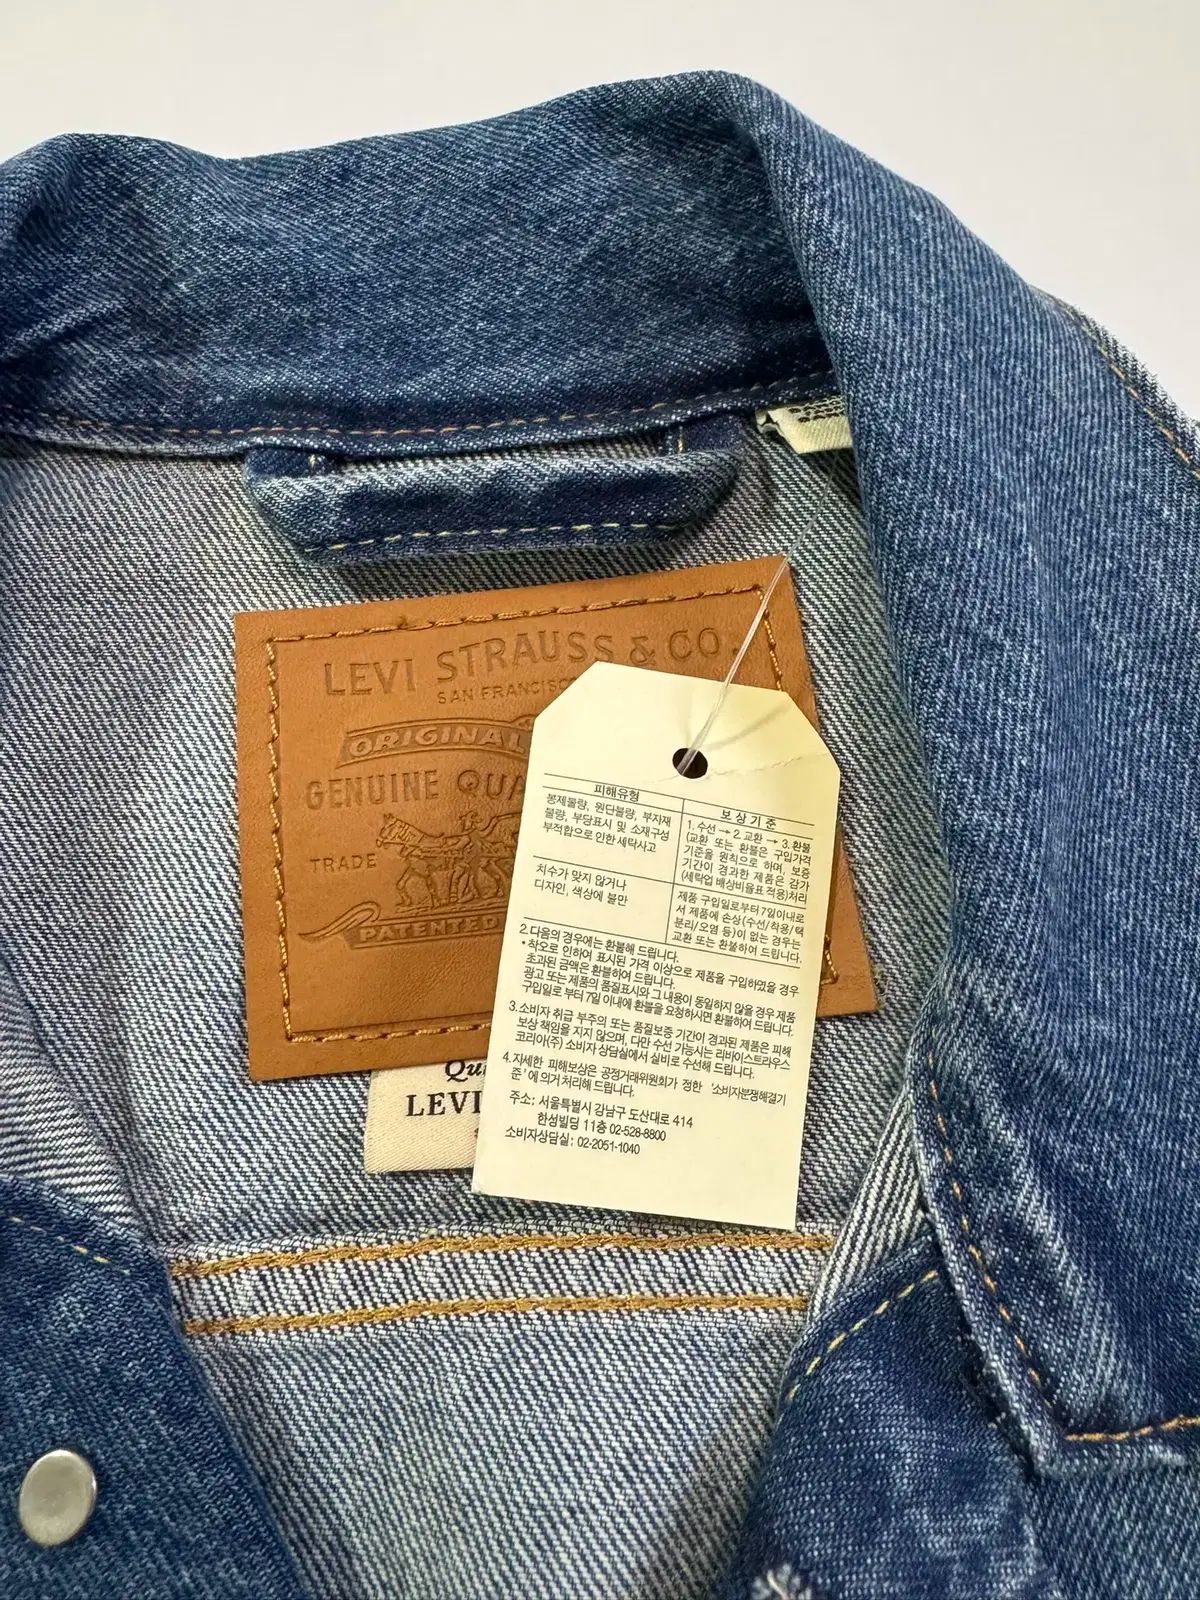 LEVI STRAUSS & CO.
SAN FRANCISCO
ORIGINAL
GENUINE
TRADE
PATENTED
LEVI
피해유형
보상기준
봉제불량, 원단불량, 부자재
불량, 부당표시 및 소재구성
부적합으로 인한 세탁사고
1. 수선 → 2. 교환 → 3. 환불
(교환 또는 환불은 구입가격
기준을 원칙으로 하며, 보증
기간이 경과한 제품은 감가
(세탁업 배상비율표 적용)처리
치수가 맞지 않거나
디자인, 색상에 불만
제품 구입일로부터 7일이내로
서 제품에 손상(수선/착용/택
분리/오염 등)이 없는 경우는
교환 또는 환불하여 드립니다.
2. 다음의 경우에는 환불해 드립니다.
* 착오로 인하여 표시된 가격 이상으로 제품을 구입하였을 경우
초과된 금액은 환불하여 드립니다.
광고 또는 제품의 품질표시와 그 내용이 동일하지 않을 경우 제품
구입일로 부터 7일 이내에 환불을 요청하시면 환불하여 드립니다.
3. 소비자 취급 부주의 또는 품질보증 기간이 경과된 제품은 피해
보상 책임을 지지 않으며, 다만 수선 가능시는 리바이스트라우스
코리아(주) 소비자 상담실에서 실비로 수선해 드립니다.
4. 자세한 피해보상은 공정거래위원회가 정한 '소비자분쟁해결기
준'에 의거 처리해 드립니다.
주소: 서울특별시 강남구 도산대로 414
한성빌딩 11층 02-528-8800
소비자상담실: 02-2051-1040